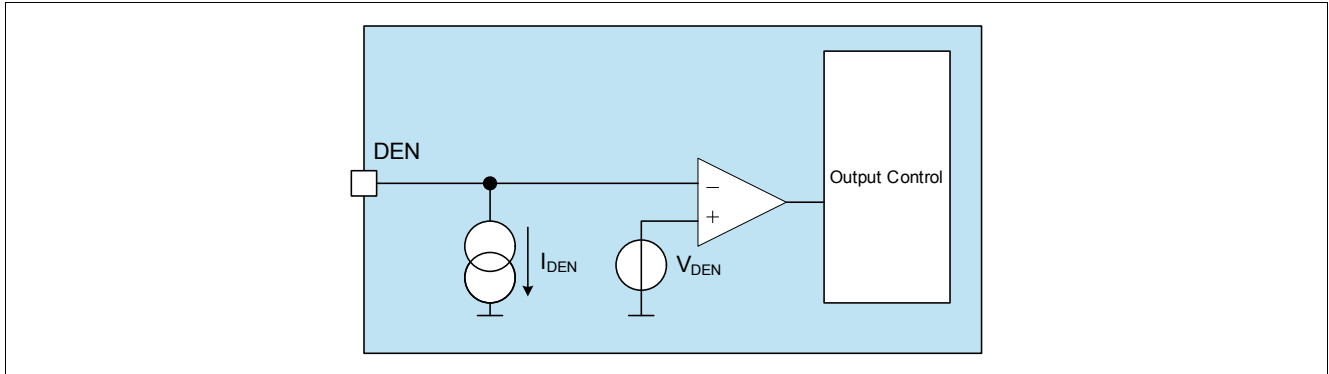 DEN
−
+
Output Control
I_DEN
V_DEN